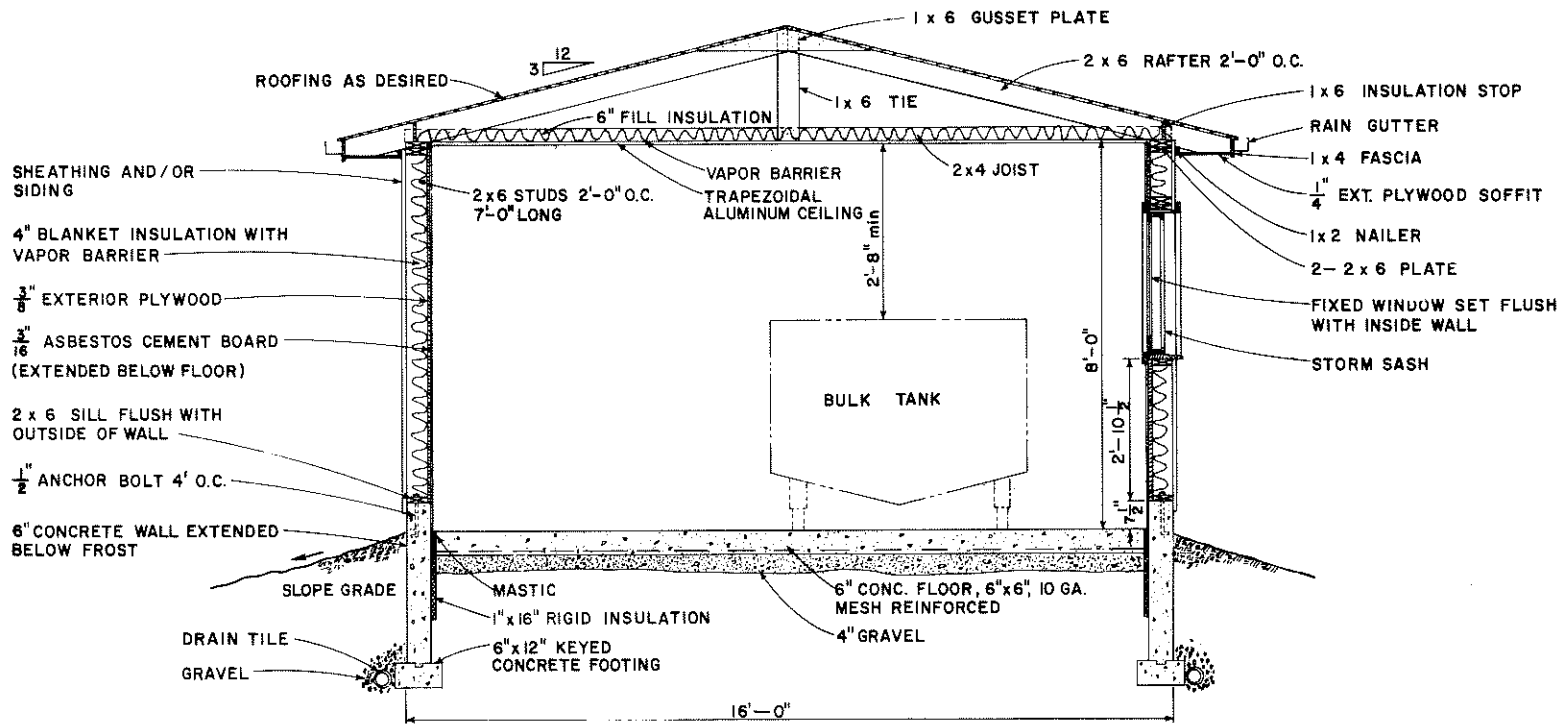 1 x 6 GUSSET PLATE
12
3
ROOFING AS DESIRED
2 x 6 RAFTER 2'-0" O.C.
1 x 6 TIE
1 x 6 INSULATION STOP
6" FILL INSULATION
RAIN GUTTER
1 x 4 FASCIA
SHEATHING AND/OR
SIDING
VAPOR BARRIER
2 x 4 JOIST
2 x 6 STUDS 2'-0" O.C.
7'-0" LONG
TRAPEZOIDAL
ALUMINUM CEILING
1/4" EXT. PLYWOOD SOFFIT
4" BLANKET INSULATION WITH
VAPOR BARRIER
1 x 2 NAILER
2-2 x 6 PLATE
2'-8" min
3/8" EXTERIOR PLYWOOD
FIXED WINDOW SET FLUSH
WITH INSIDE WALL
3/16" ASBESTOS CEMENT BOARD
(EXTENDED BELOW FLOOR)
8'-0"
STORM SASH
BULK TANK
2 x 6 SILL FLUSH WITH
OUTSIDE OF WALL
2'-10 1/2"
1/2" ANCHOR BOLT 4' O.C.
7 1/2"
6" CONCRETE WALL EXTENDED
BELOW FROST
SLOPE GRADE
MASTIC
6" CONC. FLOOR, 6"x6", 10 GA.
MESH REINFORCED
1"x16" RIGID INSULATION
4" GRAVEL
DRAIN TILE
6"x12" KEYED
CONCRETE FOOTING
GRAVEL
16'-0"